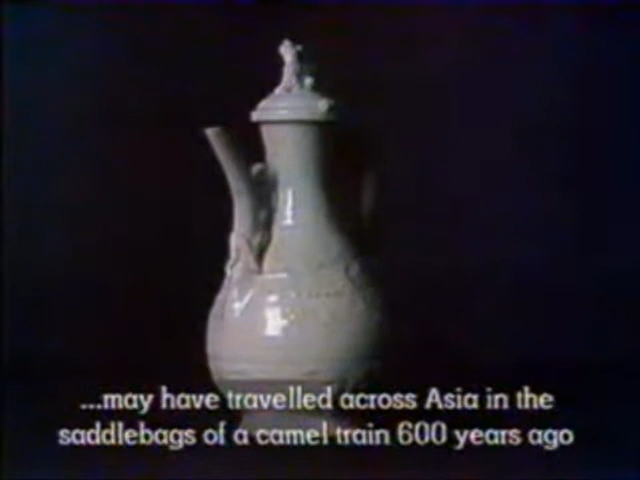 ...may have travelled across Asia in the
saddlebags of a camel train 600 years ago